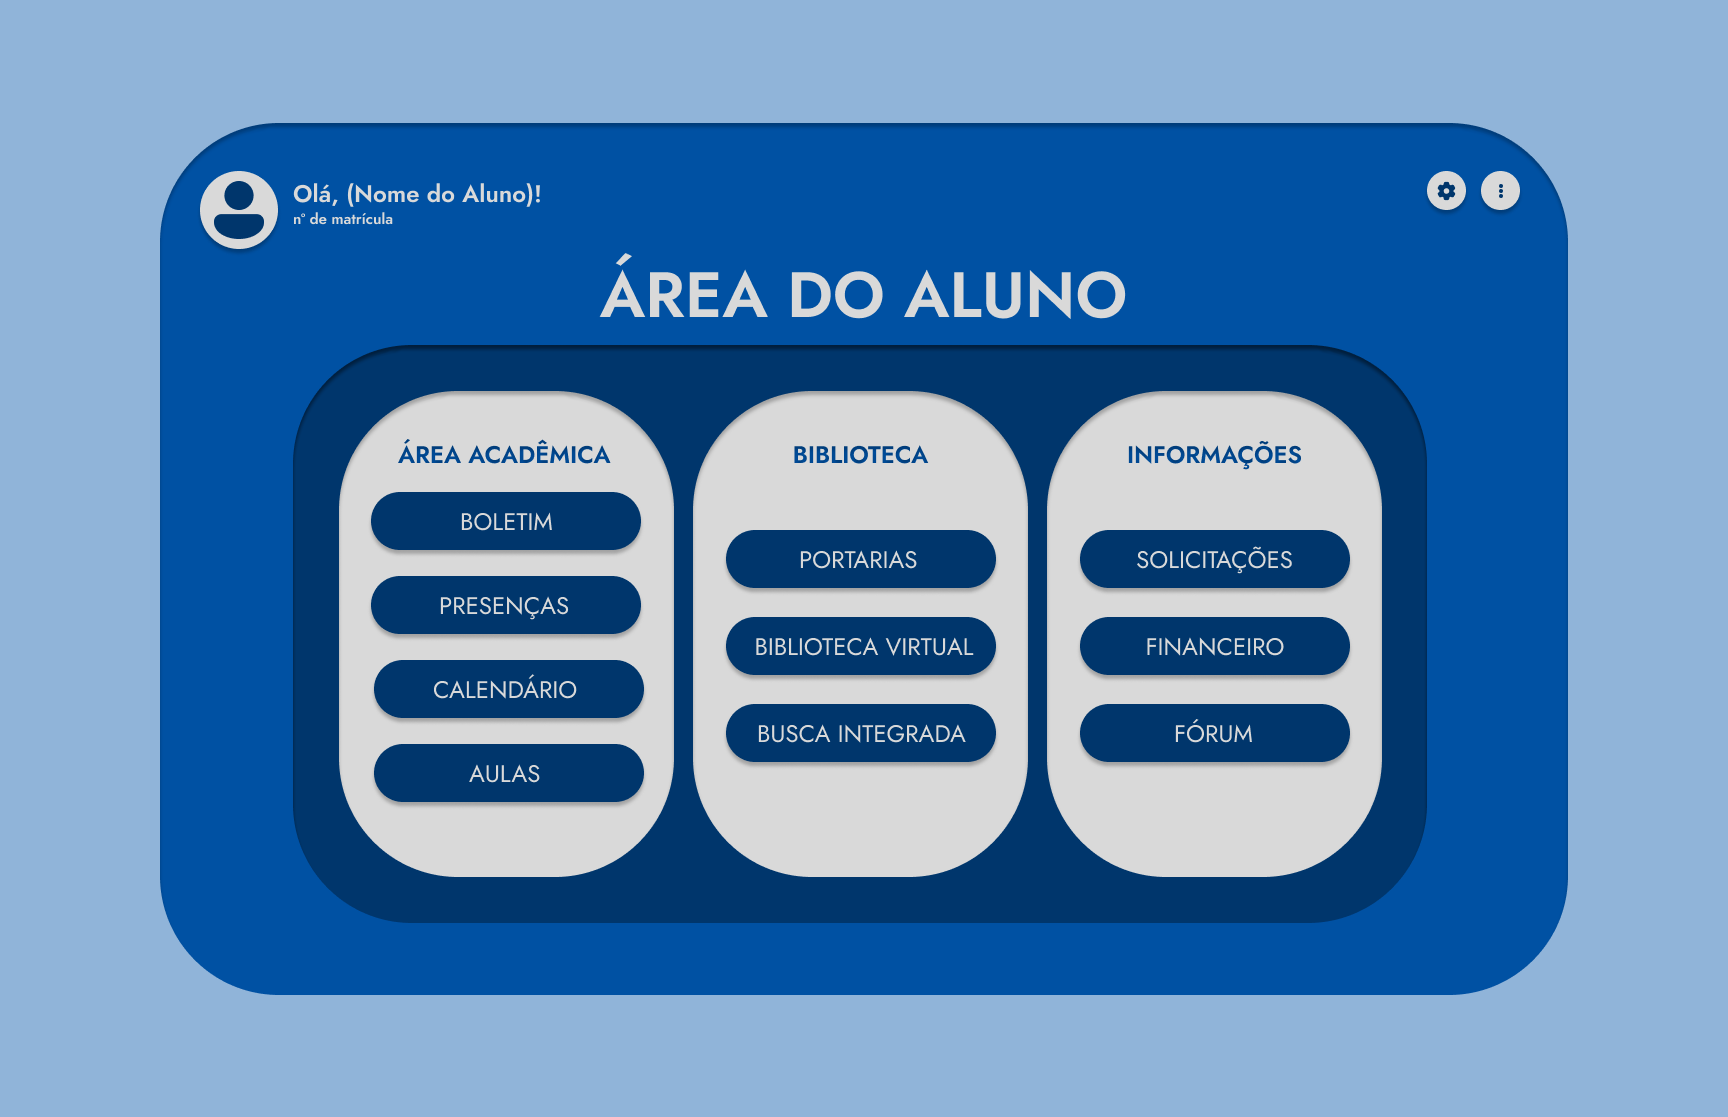 Olá, (Nome do Aluno)!
n° de matrícula
ÁREA DO ALUNO
ÁREA ACADÊMICA
BOLETIM
PRESENÇAS
CALENDÁRIO
AULAS
BIBLIOTECA
PORTARIAS
BIBLIOTECA VIRTUAL
BUSCA INTEGRADA
INFORMAÇÕES
SOLICITAÇÕES
FINANCEIRO
FÓRUM